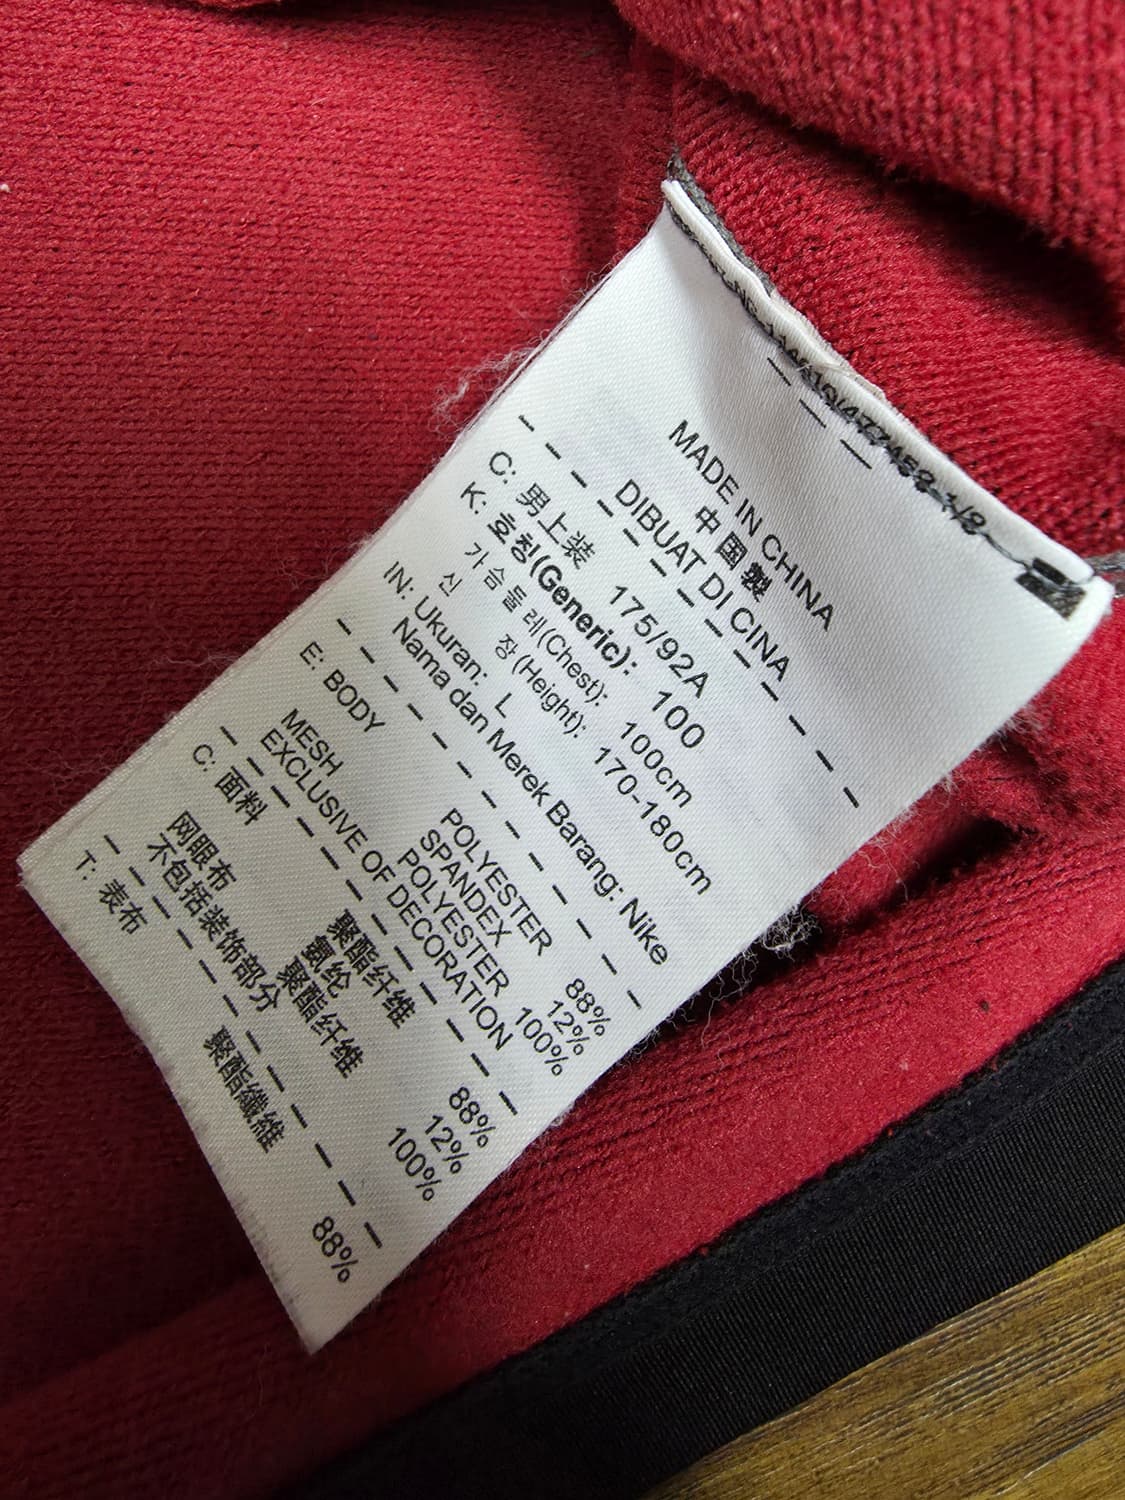 MADE IN CHINA
中国製
DIBUAT DI CINA
C: 男上装 175/92A
K: 호칭(Generic): 100
가슴둘레(Chest): 100cm
신 장(Height): 170-180cm
IN: Ukuran: L
Nama dan Merek Barang: Nike
E: BODY POLYESTER 88%
SPANDEX 12%
MESH POLYESTER 100%
EXCLUSIVE OF DECORATION
C: 面料 聚酯纤维 88%
氨纶 12%
网眼布 聚酯纤维 100%
不包括装饰部分
T: 表布 聚酯纖維 88%